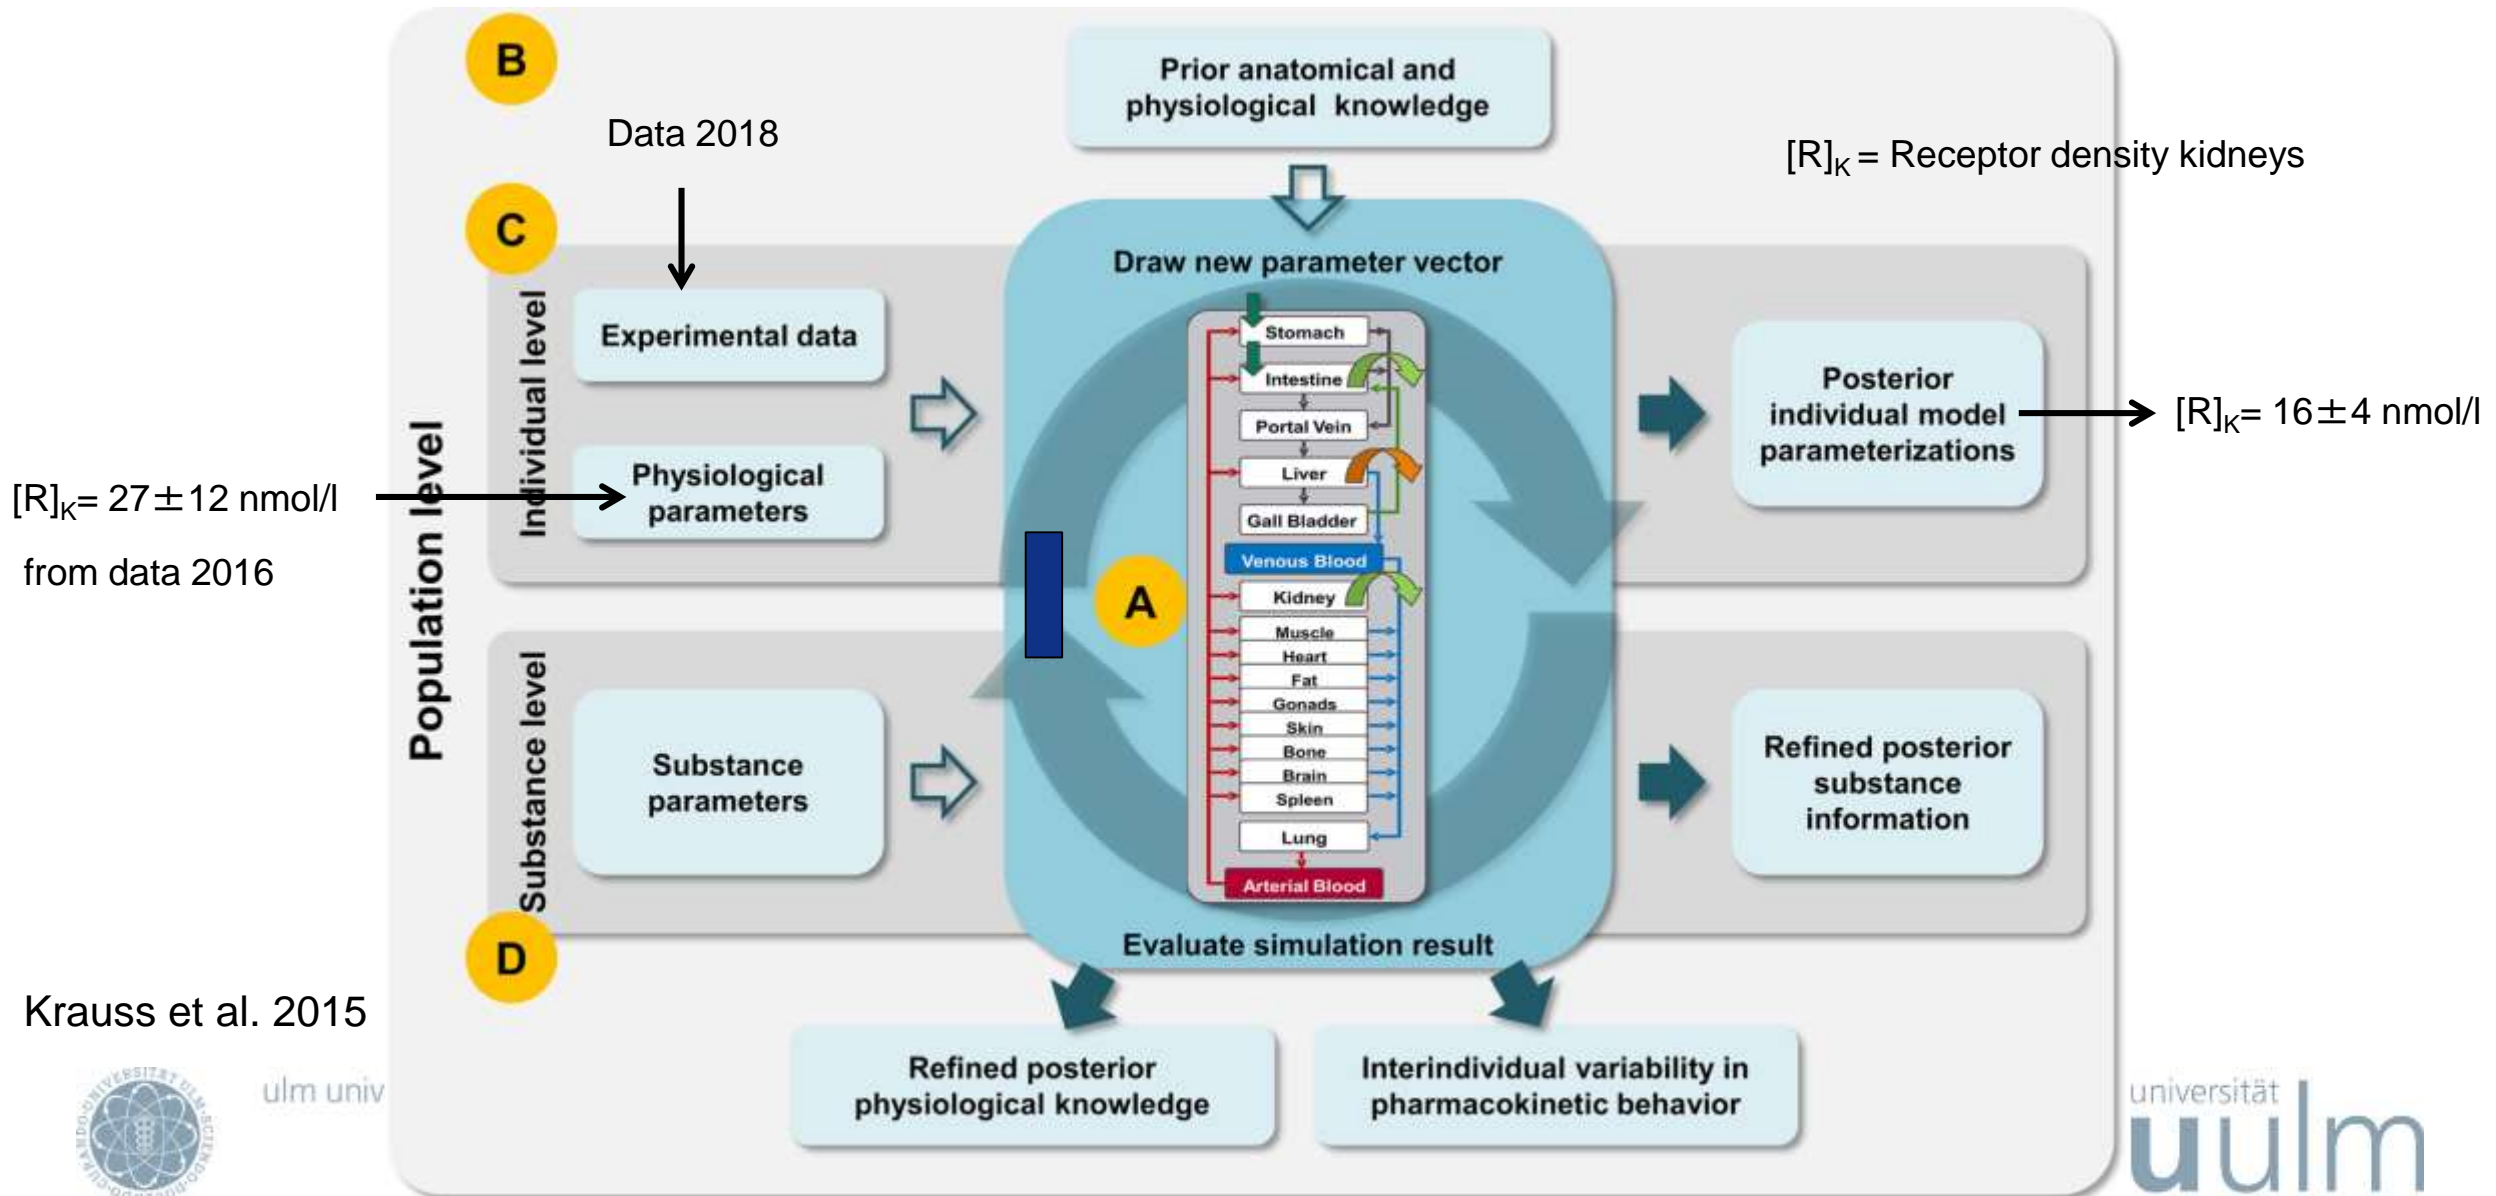 B
Prior anatomical and
physiological knowledge
Data 2018
[R]K = Receptor density kidneys
C
Draw new parameter vector
Population level
Individual level
Experimental data
Physiological
parameters
[R]K= 27±12 nmol/l
from data 2016
Stomach
Intestine
Portal Vein
Liver
Gall Bladder
Venous Blood
Kidney
Muscle
Heart
Fat
Gonads
Skin
Bone
Brain
Spleen
Lung
Arterial Blood
A
Posterior
individual model
parameterizations
[R]K= 16±4 nmol/l
Substance level
Substance
parameters
Refined posterior
substance
information
D
Evaluate simulation result
Krauss et al. 2015
Refined posterior
physiological knowledge
Interindividual variability in
pharmacokinetic behavior
ulm univ
universität
uulm